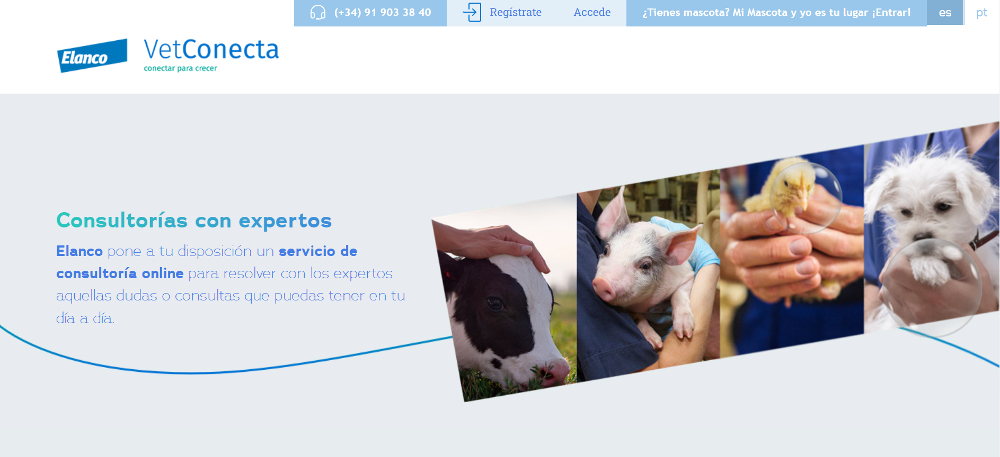 (+34) 91 903 38 40
Regístrate
Accede
¿Tienes mascota? Mi Mascota y yo es tu lugar ¡Entrar!
es
pt
Elanco
VetConecta
conectar para crecer
Consultorías con expertos
Elanco pone a tu disposición un servicio de
consultoría online para resolver con los expertos
aquellas dudas o consultas que puedas tener en tu
día a día.